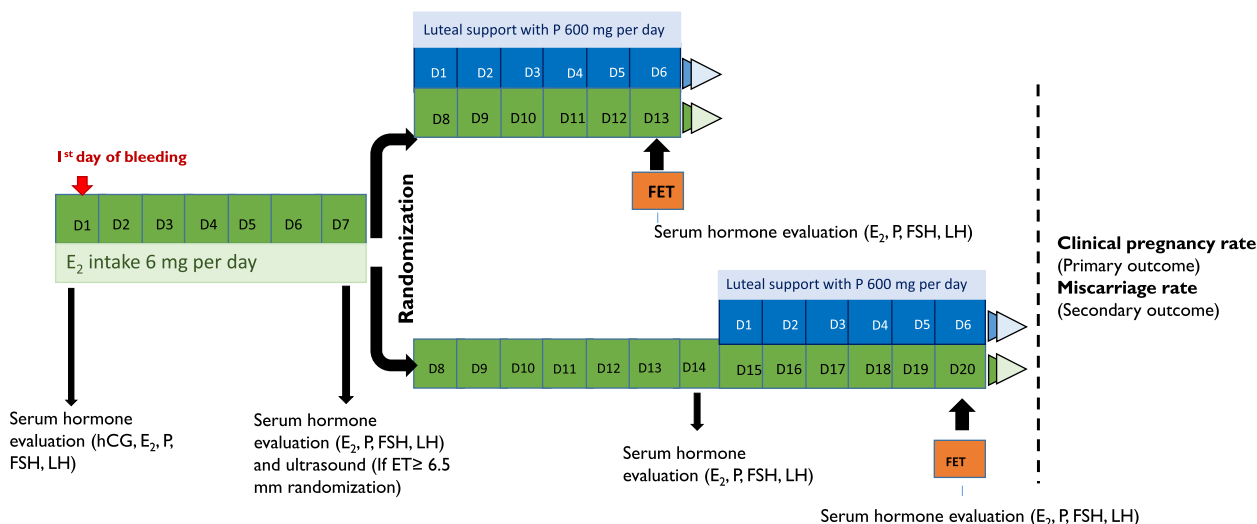 Luteal support with P 600 mg per day
D1 D2 D3 D4 D5 D6
D8 D9 D10 D11 D12 D13
1st day of bleeding
D1 D2 D3 D4 D5 D6 D7
E2 intake 6 mg per day
Randomization
FET
Serum hormone evaluation (E2, P, FSH, LH)
Luteal support with P 600 mg per day
D1 D2 D3 D4 D5 D6
D8 D9 D10 D11 D12 D13 D14 D15 D16 D17 D18 D19 D20
Clinical pregnancy rate
(Primary outcome)
Miscarriage rate
(Secondary outcome)
Serum hormone
evaluation (hCG, E2, P,
FSH, LH)
Serum hormone
evaluation (E2, P, FSH, LH)
and ultrasound (If ET≥ 6.5
mm randomization)
Serum hormone
evaluation (E2, P, FSH, LH)
FET
Serum hormone evaluation (E2, P, FSH, LH)